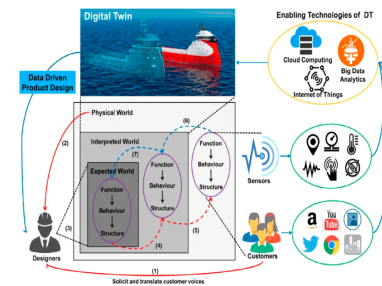 Digital Twin
Enabling Technologies of DT
Cloud Computing
Big Data
Analytics
Internet of Things
Data Driven
Product Design
Physical World
(2)
Interpreted World
(6)
Function
Behaviour
Structure
(7)
Function
Behaviour
Structure
Expected World
Function
Behaviour
Structure
(3)
(4)
(5)
Sensors
Designers
Customers
a
You
Tube
(1)
Solicit and translate customer voices